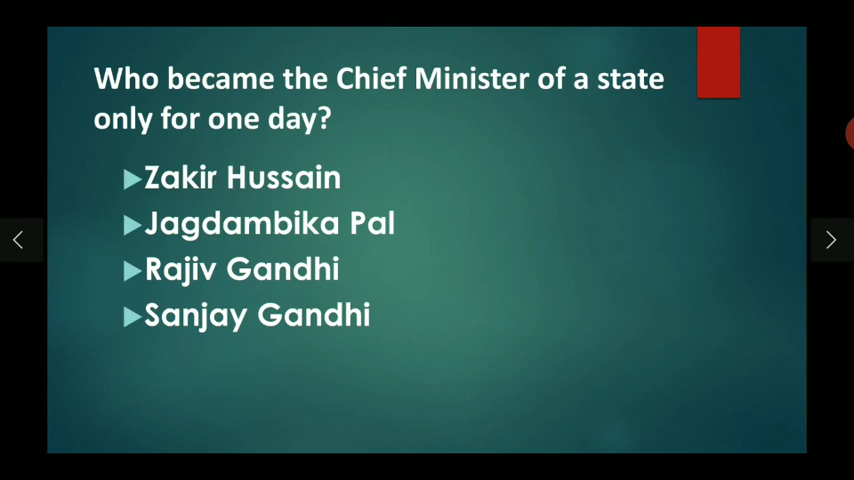 Who became the Chief Minister of a state
only for one day?
Zakir Hussain
Jagdambika Pal
Rajiv Gandhi
Sanjay Gandhi